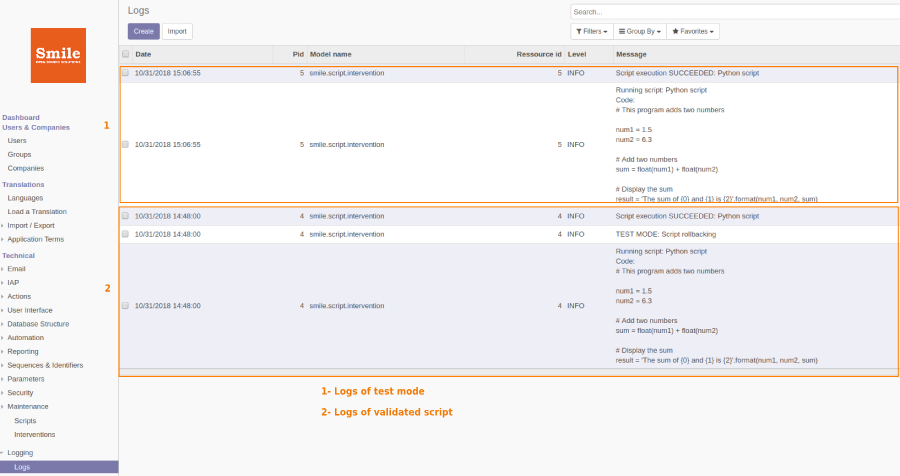 Smile
OPEN SOURCE SOLUTIONS
Dashboard
Users & Companies
Users
Groups
Companies
Translations
Languages
Load a Translation
Import / Export
Application Terms
Technical
Email
IAP
Actions
User Interface
Database Structure
Automation
Reporting
Sequences & Identifiers
Parameters
Security
Maintenance
Scripts
Interventions
Logging
Logs
1
2
Logs
Search...
Create Import
Filters Group By Favorites
Date Pid Model name Ressource id Level Message
10/31/2018 15:06:55 5 smile.script.intervention 5 INFO Script execution SUCCEEDED: Python script
10/31/2018 15:06:55 5 smile.script.intervention 5 INFO
Running script: Python script
Code:
# This program adds two numbers
num1 = 1.5
num2 = 6.3
# Add two numbers
sum = float(num1) + float(num2)
# Display the sum
result = 'The sum of {0} and {1} is {2}'.format(num1, num2, sum)
10/31/2018 14:48:00 4 smile.script.intervention 4 INFO Script execution SUCCEEDED: Python script
10/31/2018 14:48:00 4 smile.script.intervention 4 INFO TEST MODE: Script rollbacking
10/31/2018 14:48:00 4 smile.script.intervention 4 INFO
Running script: Python script
Code:
# This program adds two numbers
num1 = 1.5
num2 = 6.3
# Add two numbers
sum = float(num1) + float(num2)
# Display the sum
result = 'The sum of {0} and {1} is {2}'.format(num1, num2, sum)
1- Logs of test mode
2- Logs of validated script